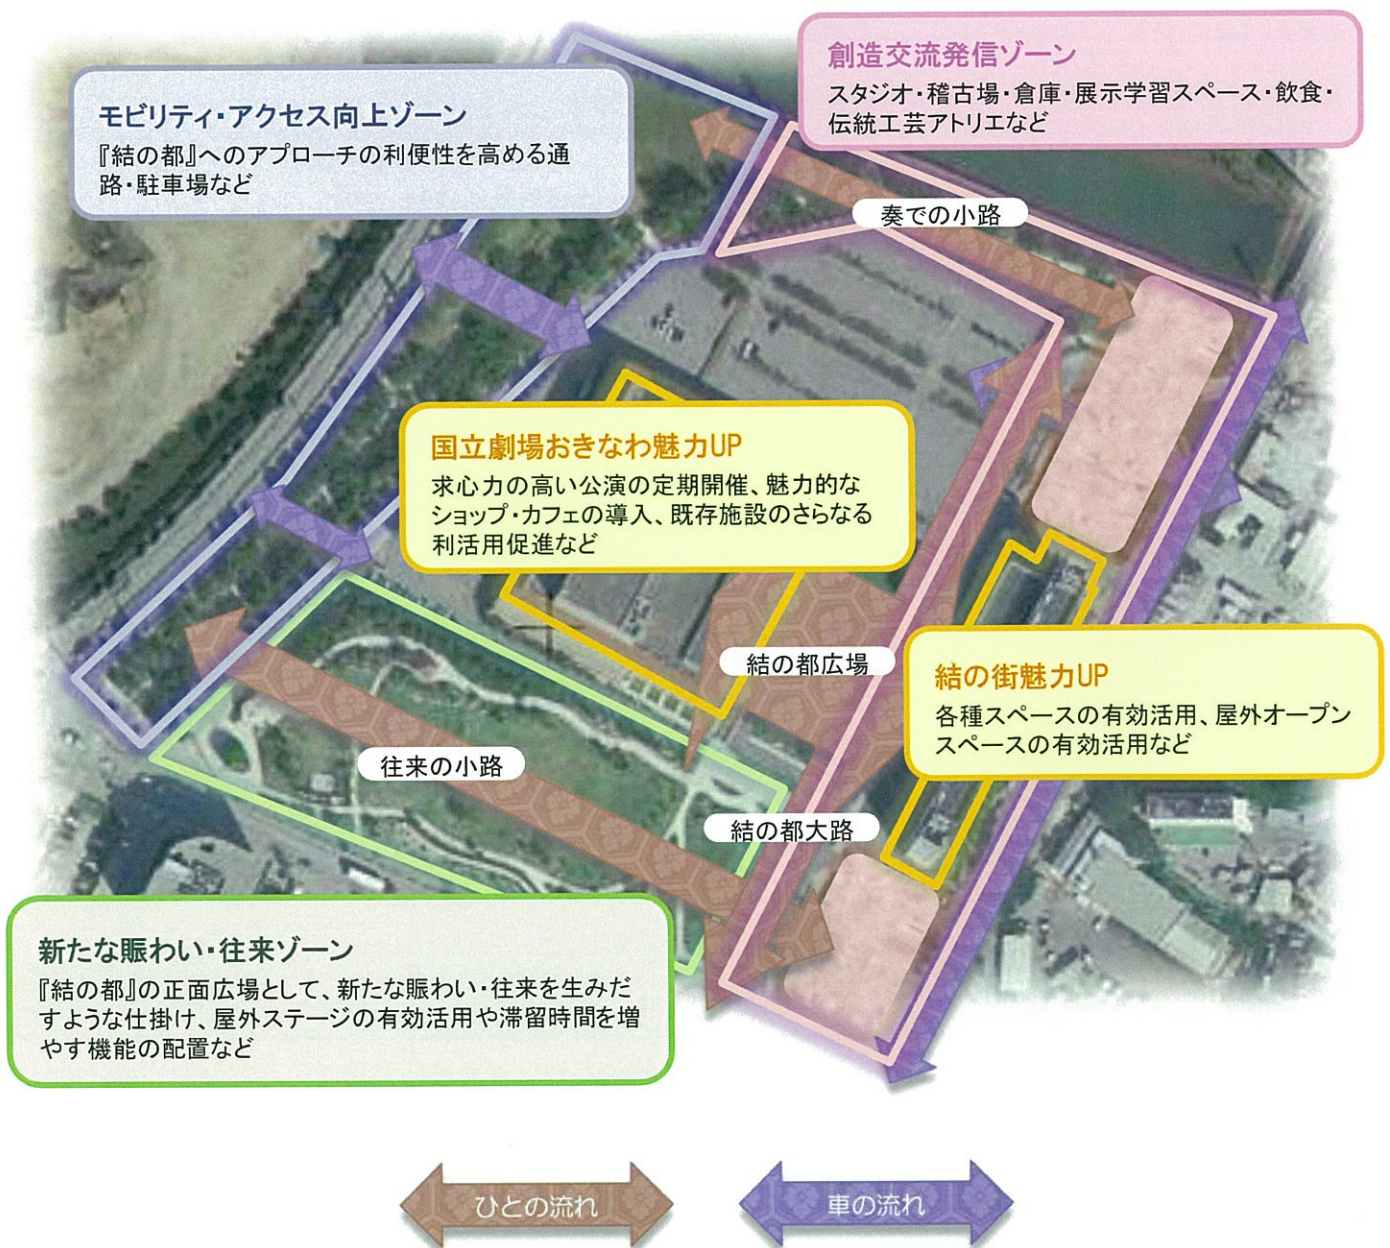 創造交流発信ゾーン
スタジオ・稽古場・倉庫・展示学習スペース・飲食・
伝統工芸アトリエなど
モビリティ・アクセス向上ゾーン
『結の都』へのアプローチの利便性を高める通
路・駐車場など
奏での小路
国立劇場おきなわ魅力UP
求心力の高い公演の定期開催、魅力的な
ショップ・カフェの導入、既存施設のさらなる
利活用促進など
結の都広場
結の街魅力UP
各種スペースの有効活用、屋外オープン
スペースの有効活用など
往来の小路
結の都大路
新たな賑わい・往来ゾーン
『結の都』の正面広場として、新たな賑わい・往来を生みだ
すような仕掛け、屋外ステージの有効活用や滞留時間を増
やす機能の配置など
ひとの流れ
車の流れ